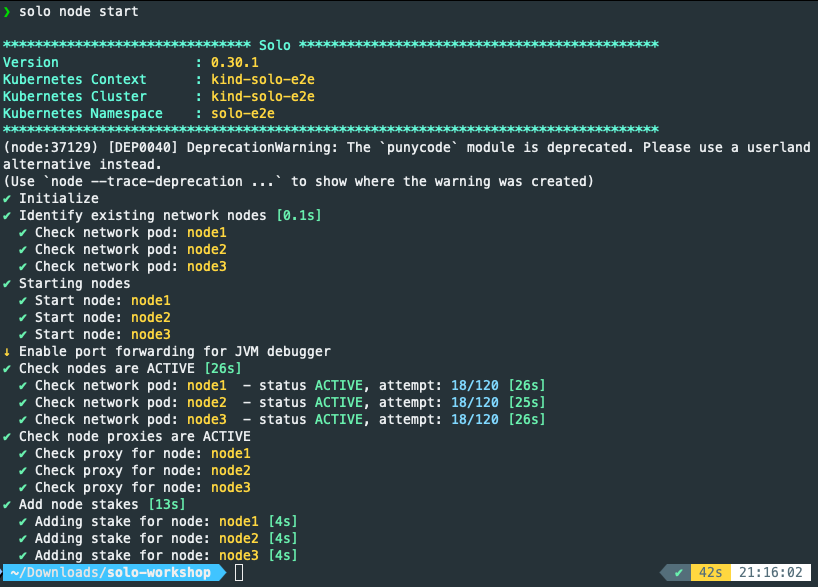 ❯ solo node start
******************************* Solo *********************************************
Version                 : 0.30.1
Kubernetes Context      : kind-solo-e2e
Kubernetes Cluster      : kind-solo-e2e
Kubernetes Namespace    : solo-e2e
**********************************************************************************
(node:37129) [DEP0040] DeprecationWarning: The `punycode` module is deprecated. Please use a userland
alternative instead.
(Use `node --trace-deprecation ...` to show where the warning was created)
✔ Initialize
✔ Identify existing network nodes [0.1s]
  ✔ Check network pod: node1
  ✔ Check network pod: node2
  ✔ Check network pod: node3
✔ Starting nodes
  ✔ Start node: node1
  ✔ Start node: node2
  ✔ Start node: node3
↓ Enable port forwarding for JVM debugger
✔ Check nodes are ACTIVE [26s]
  ✔ Check network pod: node1  - status ACTIVE, attempt: 18/120 [26s]
  ✔ Check network pod: node2  - status ACTIVE, attempt: 18/120 [25s]
  ✔ Check network pod: node3  - status ACTIVE, attempt: 18/120 [26s]
✔ Check node proxies are ACTIVE
  ✔ Check proxy for node: node1
  ✔ Check proxy for node: node2
  ✔ Check proxy for node: node3
✔ Add node stakes [13s]
  ✔ Adding stake for node: node1 [4s]
  ✔ Adding stake for node: node2 [4s]
  ✔ Adding stake for node: node3 [4s]
~/Downloads/solo-workshop ✔ 42s 21:16:02